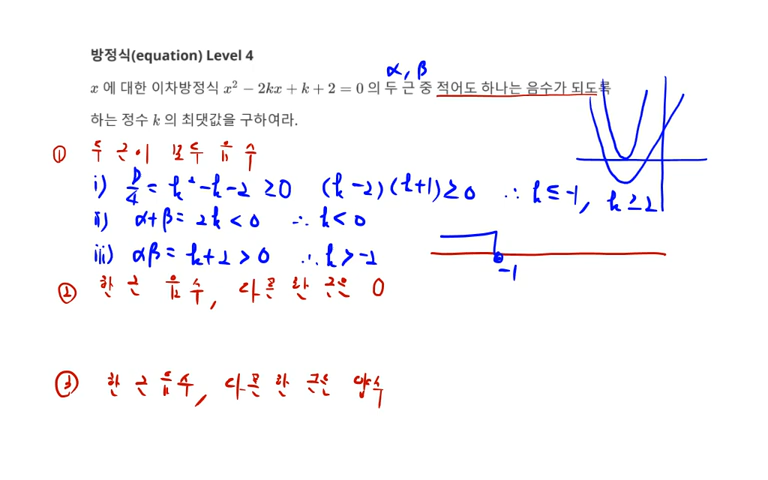 방정식(equation) Level 4
α, β
x 에 대한 이차방정식 x² − 2kx + k + 2 = 0 의 두 근 중 적어도 하나는 음수가 되도록
하는 정수 k 의 최댓값을 구하여라.
① 두 근이 모두 음수
i) D/4 = k² - k - 2 ≥ 0 (k - 2)(k + 1) ≥ 0 ∴ k ≤ -1, k ≥ 2
ii) α + β = 2k < 0 ∴ k < 0
iii) αβ = k + 2 > 0 ∴ k > -2
-1
② 한 근 음수, 다른 한 근은 0
③ 한 근 음수, 다른 한 근은 양수